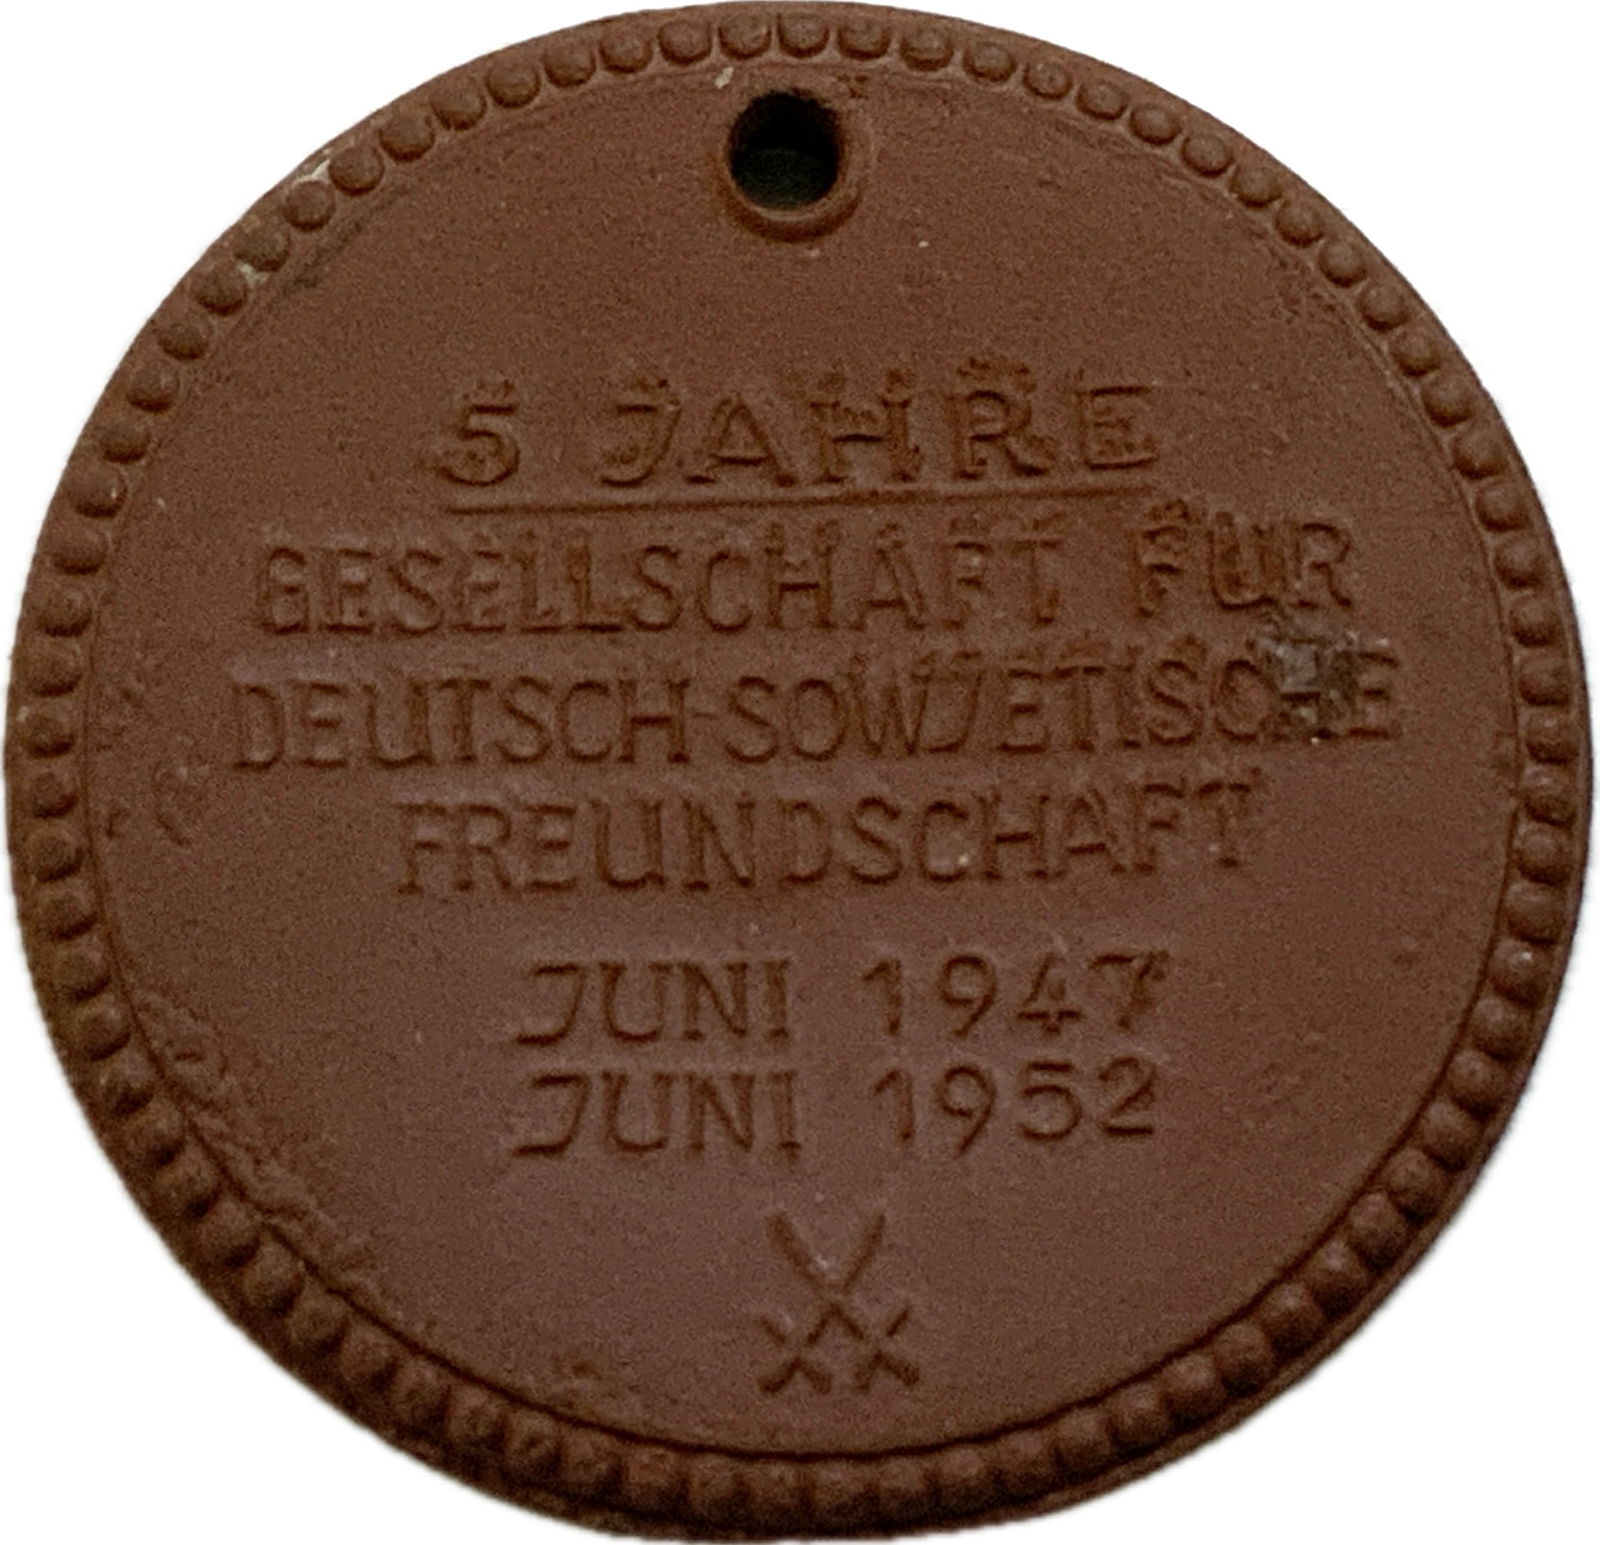 5 JAHRE
GESELLSCHAFT FÜR
DEUTSCH-SOWJETISCHE
FREUNDSCHAFT
JUNI 1947
JUNI 1952